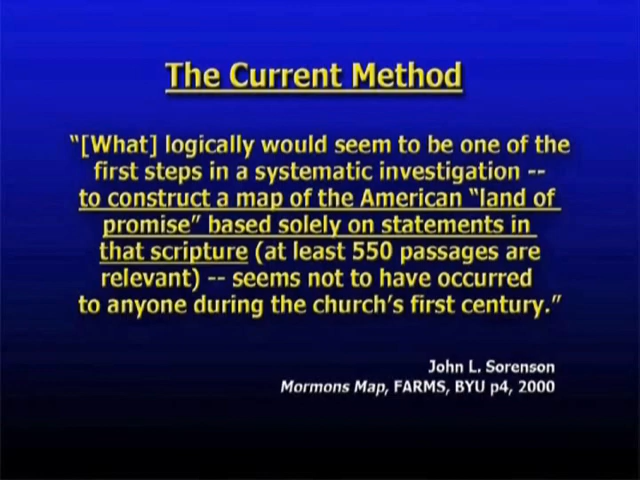 The Current Method
“[What] logically would seem to be one of the
first steps in a systematic investigation --
to construct a map of the American “land of
promise” based solely on statements in
that scripture (at least 550 passages are
relevant) -- seems not to have occurred
to anyone during the church’s first century.”
John L. Sorenson
Mormons Map, FARMS, BYU p4, 2000